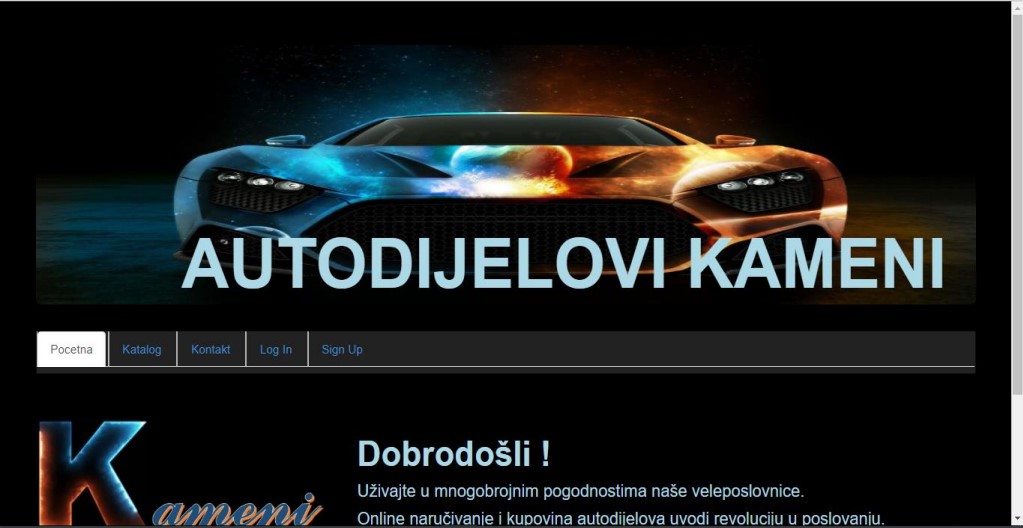 AUTODIJELOVI KAMENI
Pocetna
Katalog
Kontakt
Log In
Sign Up
Kameni
Dobrodošli !
Uživajte u mnogobrojnim pogodnostima naše veleposlovnice.
Online naručivanje i kupovina autodijelova uvodi revoluciju u poslovanju.